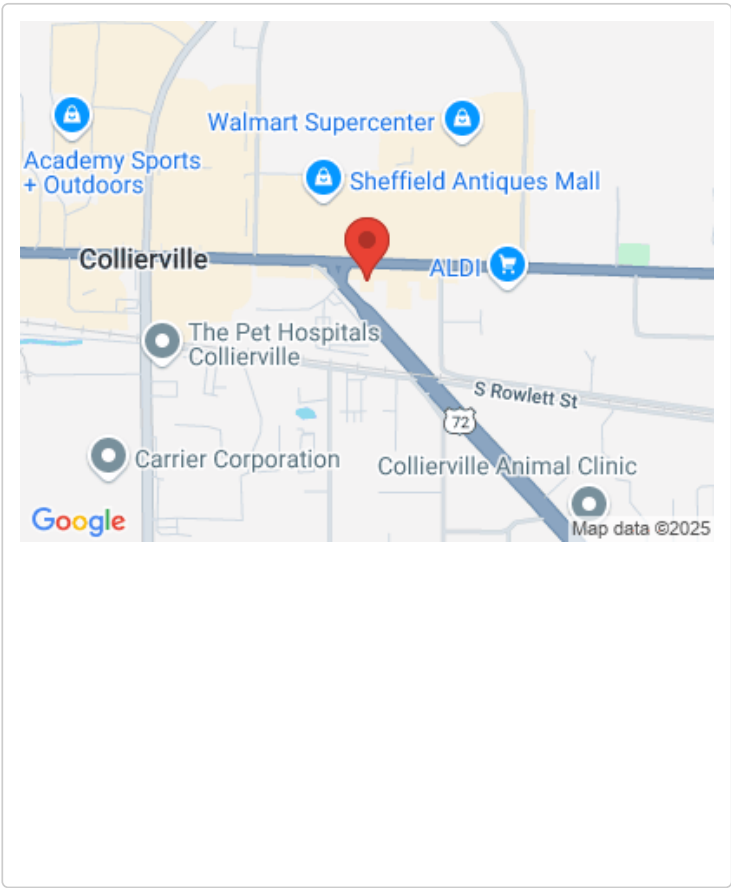 Walmart Supercenter
Academy Sports
+ Outdoors
Sheffield Antiques Mall
Collierville
ALDI
The Pet Hospitals
Collierville
S Rowlett St
72
Carrier Corporation
Collierville Animal Clinic
Google
Map data ©2025